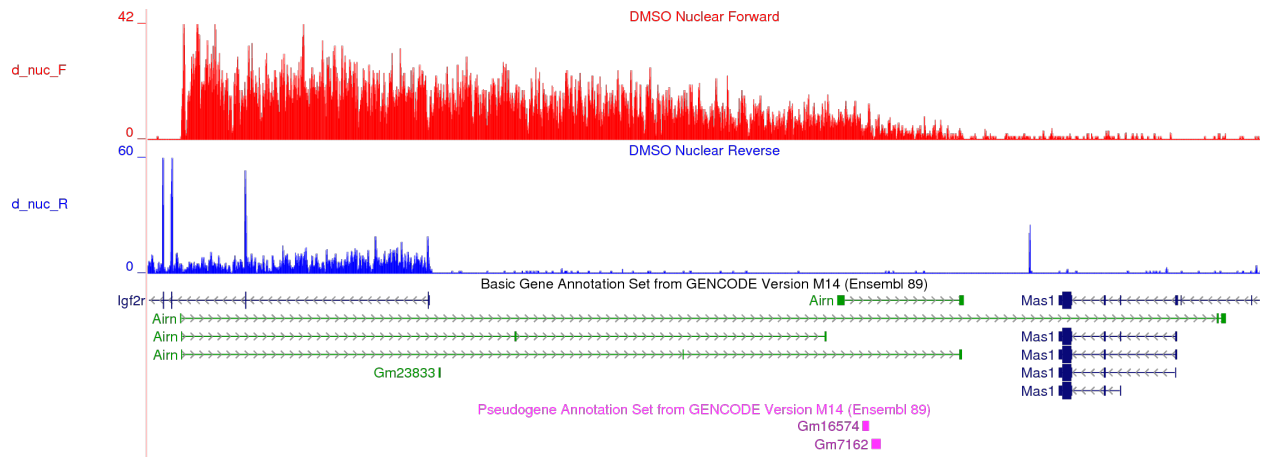 42
DMSO Nuclear Forward
d_nuc_F
0
60
DMSO Nuclear Reverse
d_nuc_R
0
Basic Gene Annotation Set from GENCODE Version M14 (Ensembl 89)
Igf2r Airn Mas1
Airn
Airn Mas1
Airn Mas1
Gm23833 Mas1
Mas1
Pseudogene Annotation Set from GENCODE Version M14 (Ensembl 89)
Gm16574
Gm7162